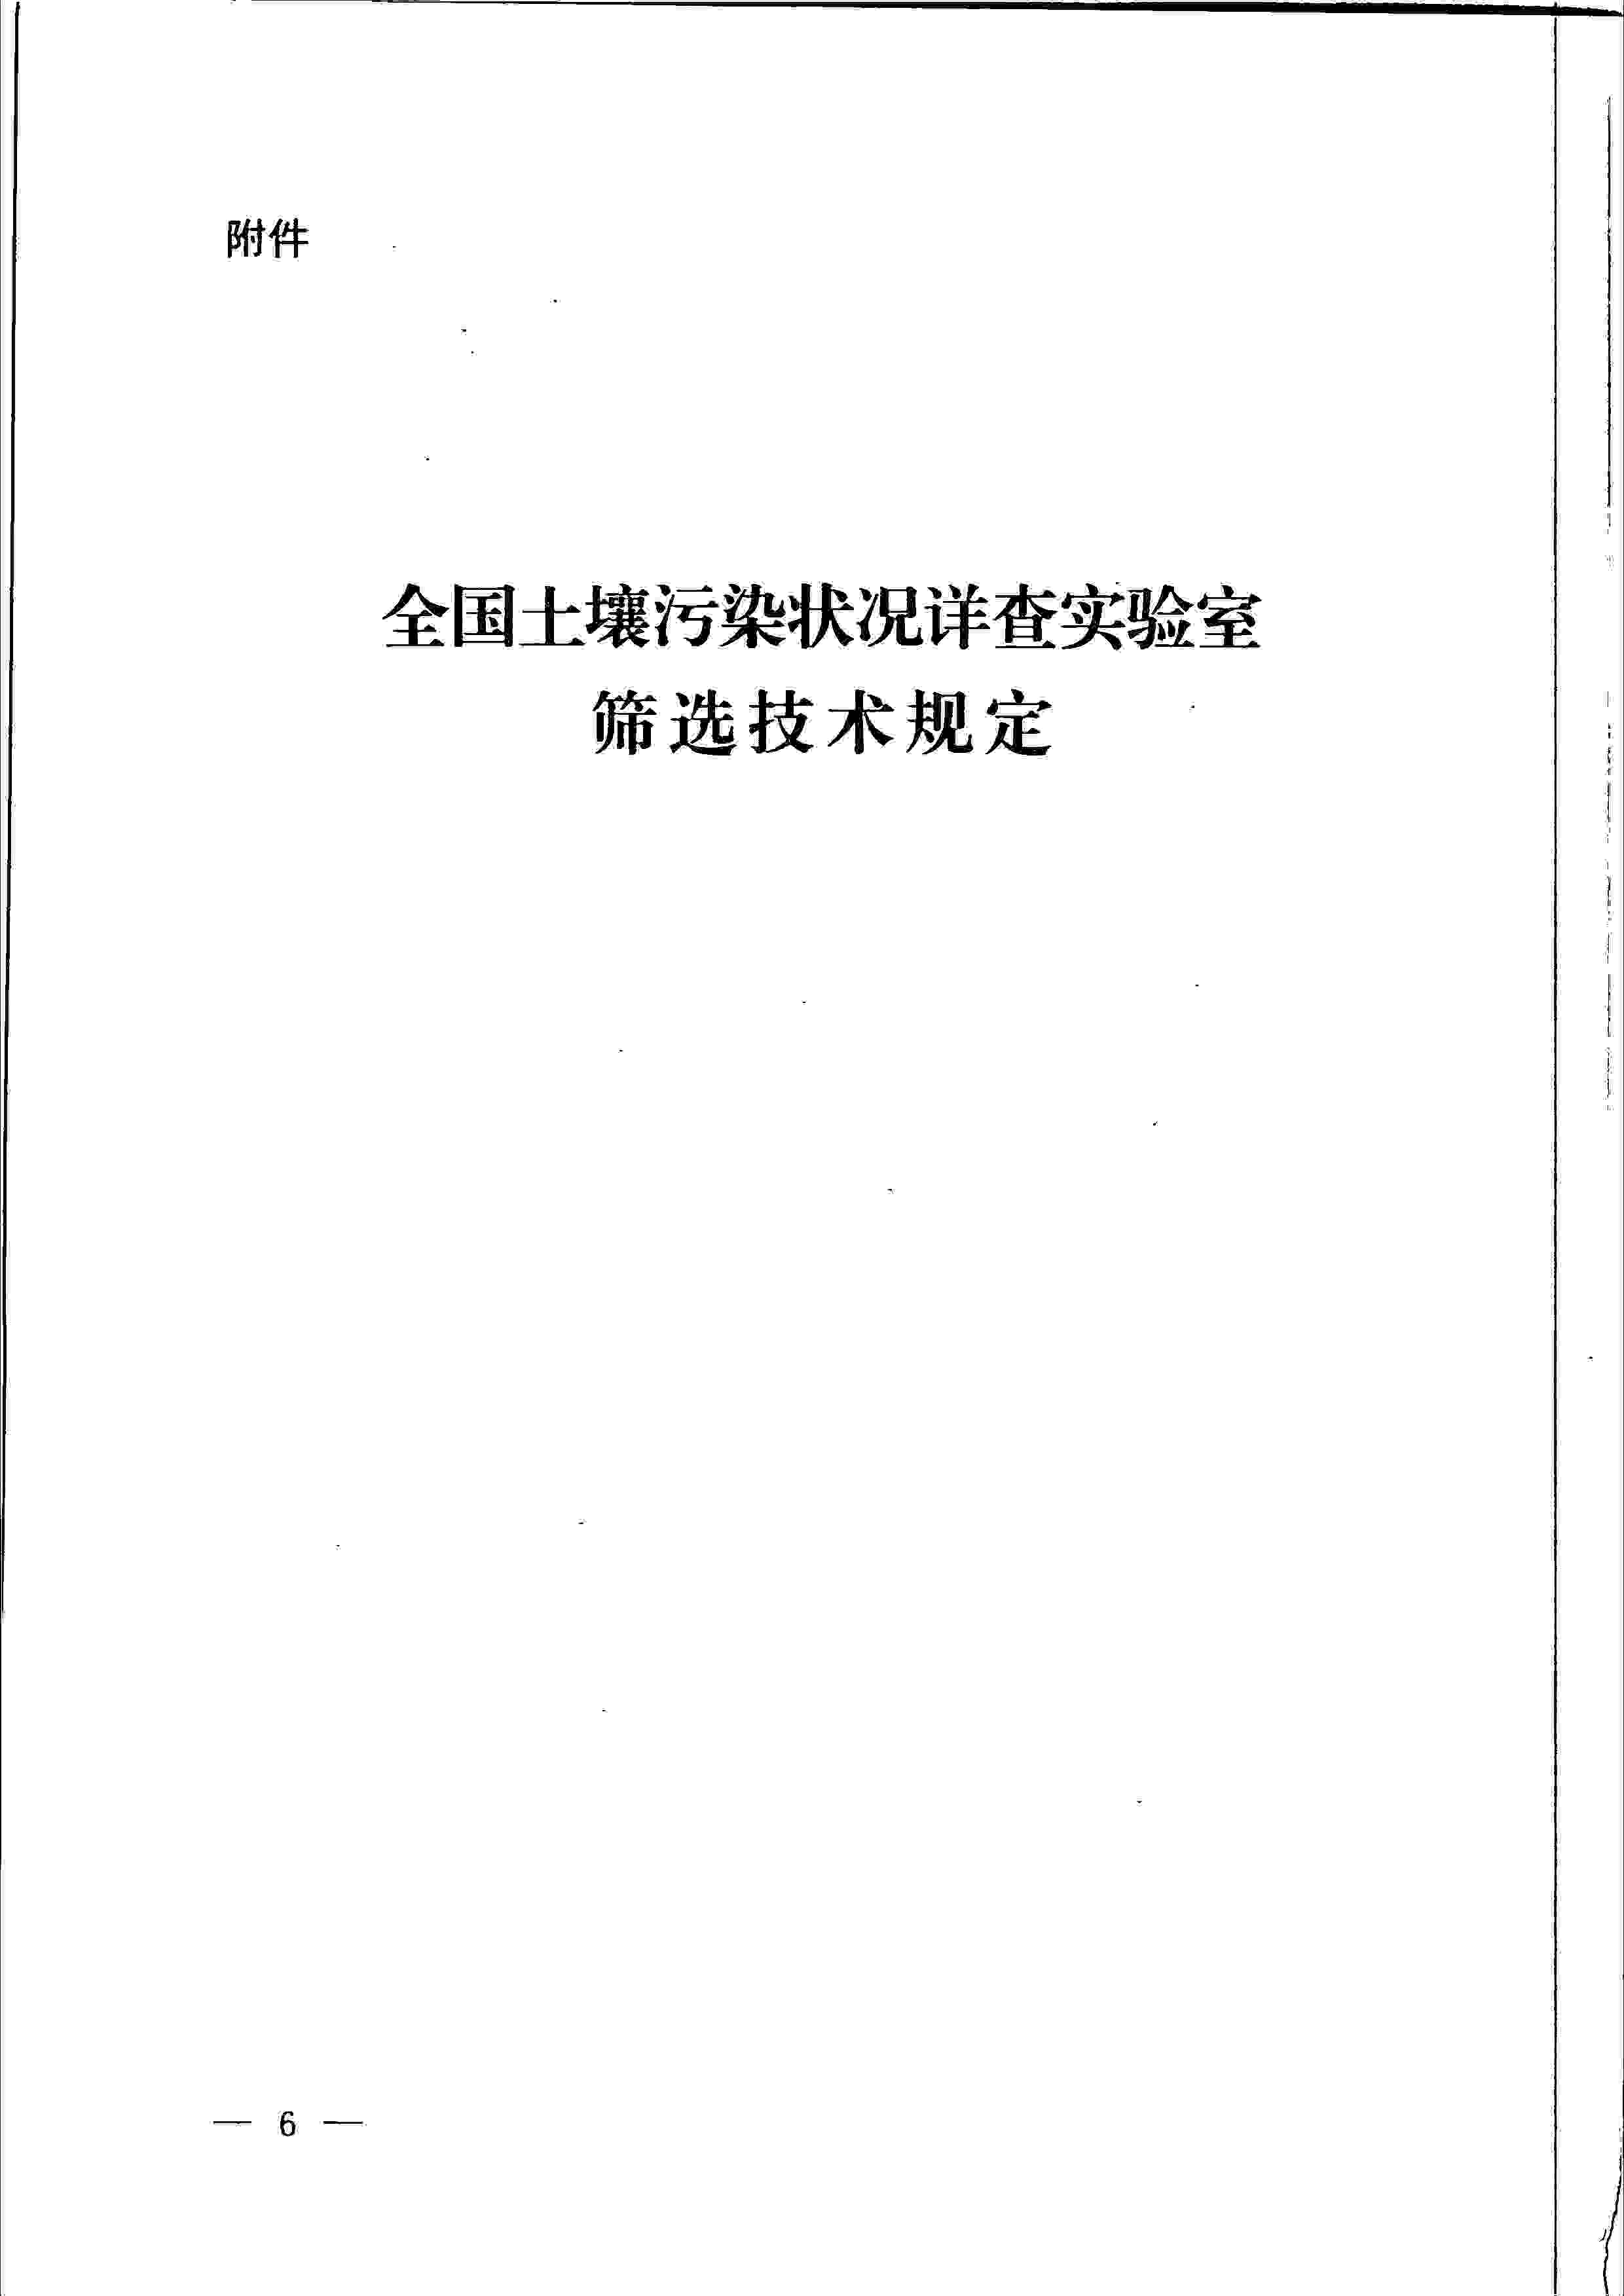 附件
全国土壤污染状况详查实验室
筛选技术规定
— 6 —